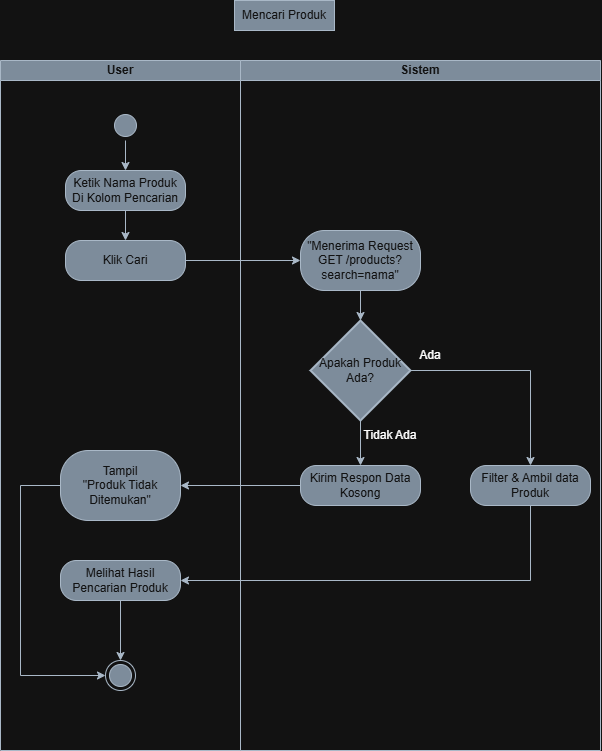 Mencari Produk
User
Sistem
Ketik Nama Produk
Di Kolom Pencarian
Klik Cari
"Menerima Request
GET /products?
search=nama"
Apakah Produk
Ada?
Ada
Tidak Ada
Tampil
"Produk Tidak
Ditemukan"
Kirim Respon Data
Kosong
Filter & Ambil data
Produk
Melihat Hasil
Pencarian Produk